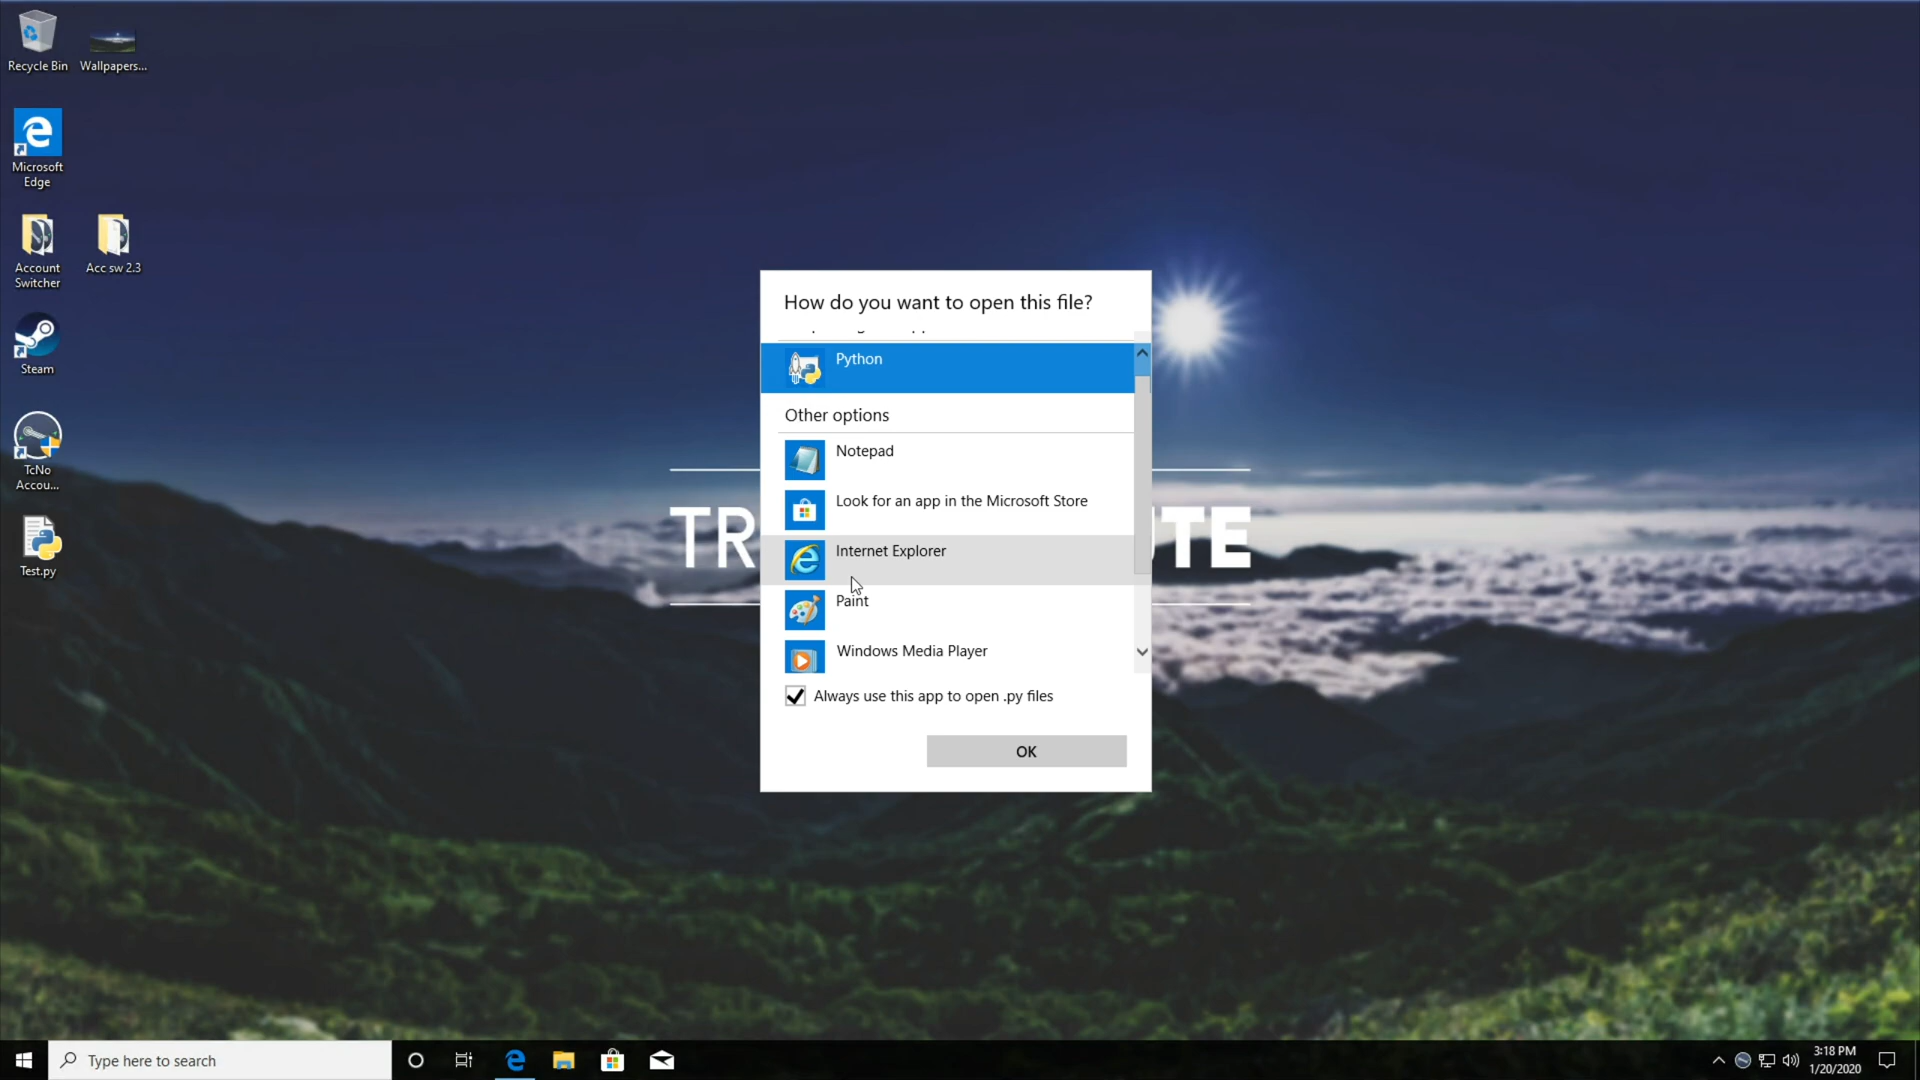 Recycle Bin
Wallpapers...
Microsoft
Edge
Account
Switcher
Acc sw 2.3
Steam
TcNo
Accou...
Test.py
How do you want to open this file?
Python
Other options
Notepad
Look for an app in the Microsoft Store
Internet Explorer
Paint
Windows Media Player
Always use this app to open .py files
OK
TR
UTE
Type here to search
3:18 PM
1/20/2020